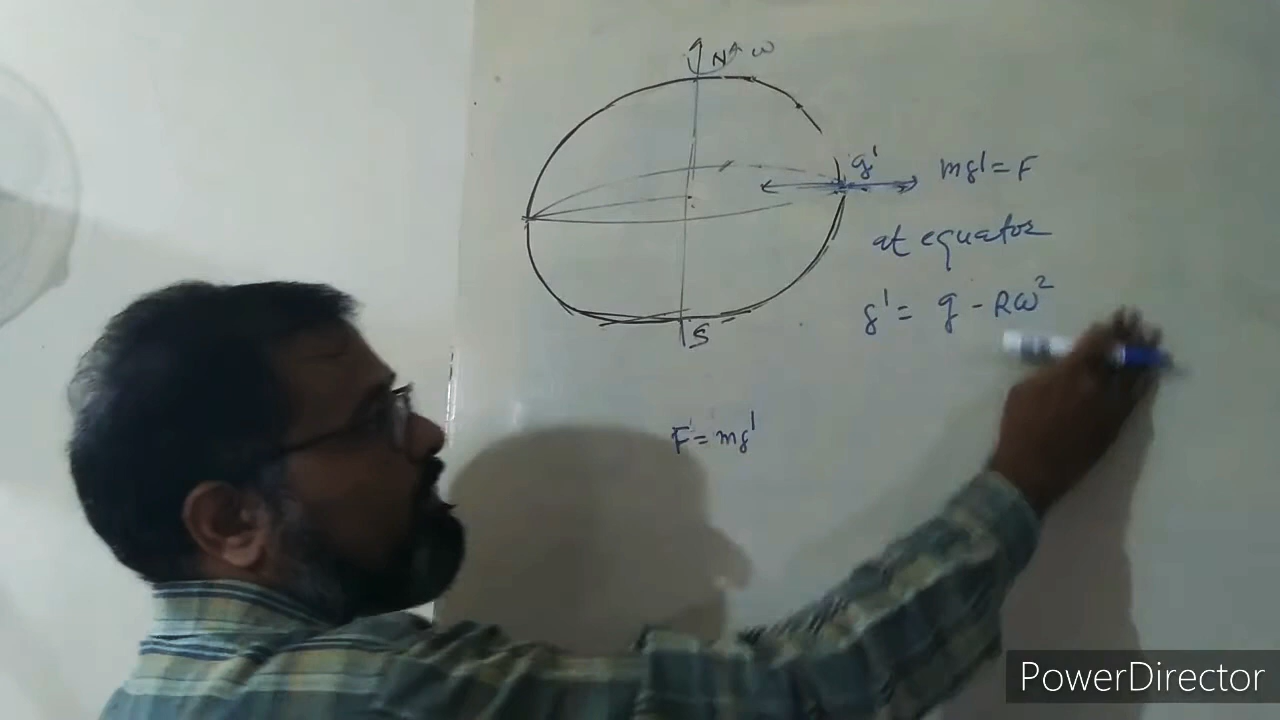 N ω
g' mg' = F
at equator
g' = g - Rω²
S
F' = mg'
PowerDirector